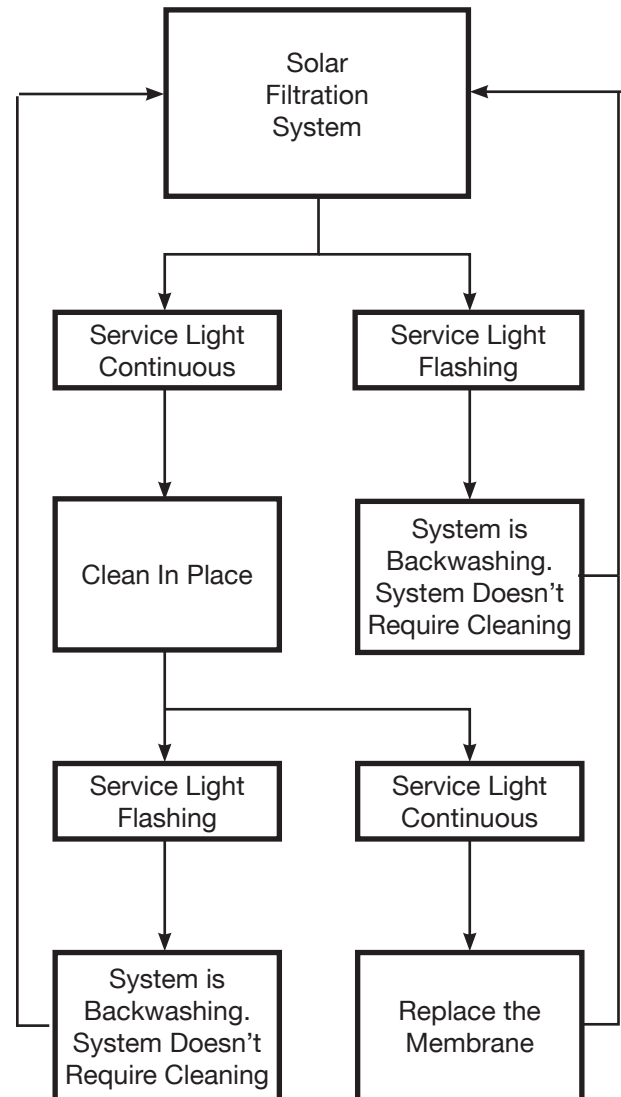 Solar
Filtration
System
Service Light
Continuous
Service Light
Flashing
Clean In Place
System is
Backwashing.
System Doesn't
Require Cleaning
Service Light
Flashing
Service Light
Continuous
System is
Backwashing.
System Doesn't
Require Cleaning
Replace the
Membrane